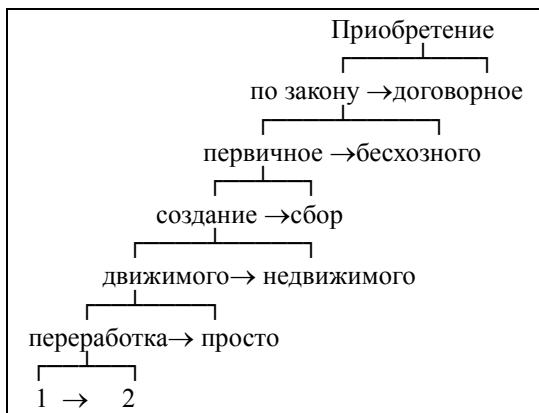 Приобретение
по закону →договорное
первичное →бесхозного
создание →сбор
движимого→ недвижимого
переработка→ просто
1 → 2